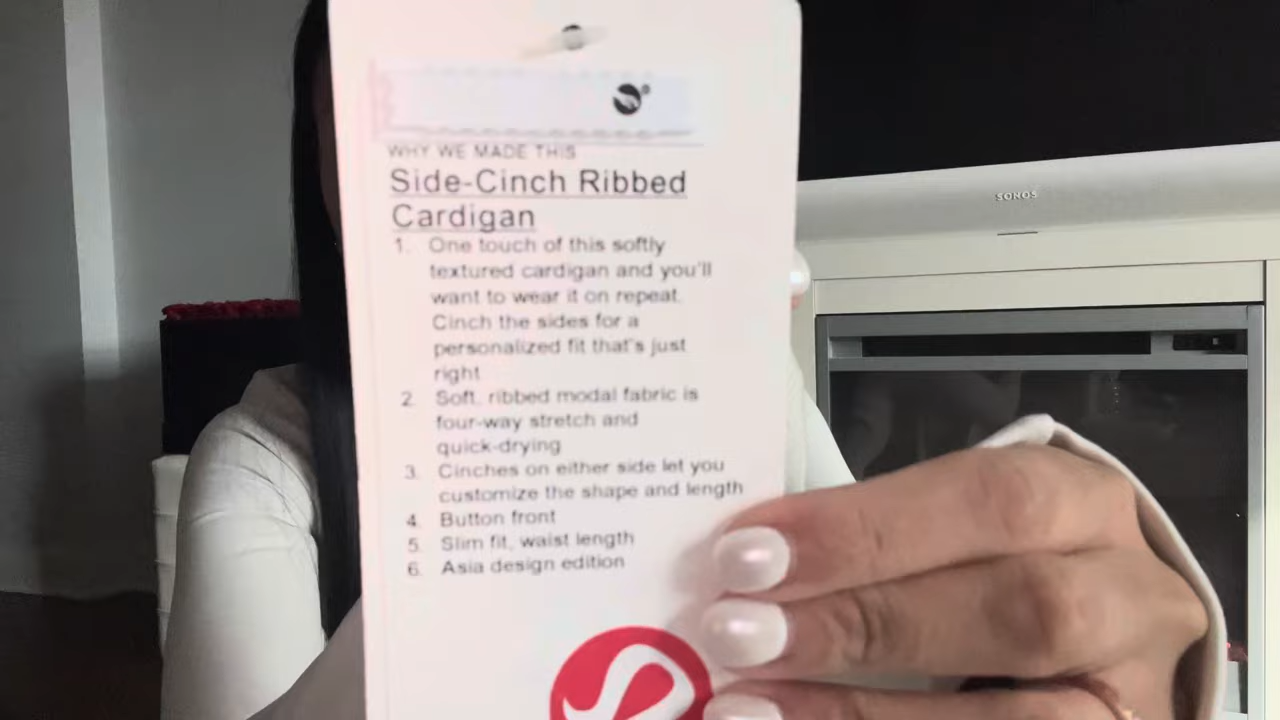 WHY WE MADE THIS
Side-Cinch Ribbed
Cardigan
1. One touch of this softly
textured cardigan and you'll
want to wear it on repeat.
Cinch the sides for a
personalized fit that's just
right
2. Soft, ribbed modal fabric is
four-way stretch and
quick-drying
3. Cinches on either side let you
customize the shape and length
4. Button front
5. Slim fit, waist length
6. Asia design edition
SONOS